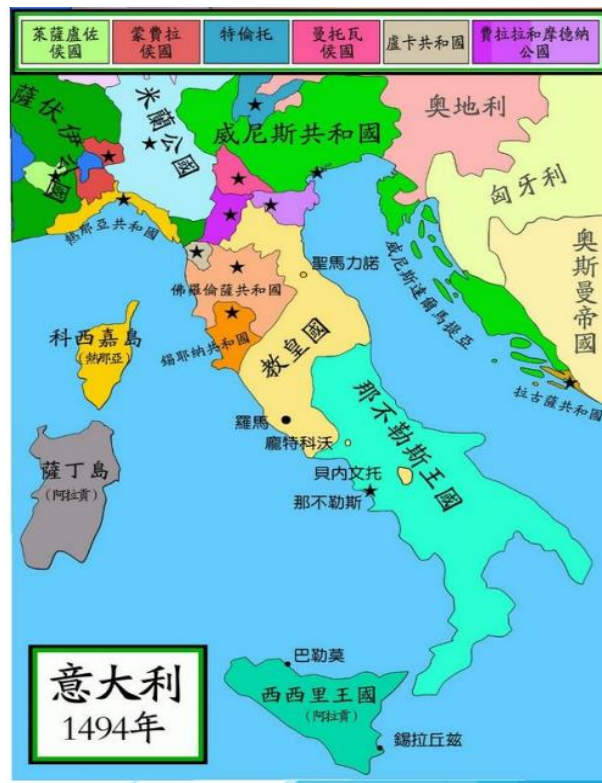 萊薩盧佐
侯國
蒙費拉
侯國
特倫托
曼托瓦
侯國
盧卡共和國
費拉拉和摩德納
公國
薩伏伊公國
米蘭公國
威尼斯共和國
奧地利
匈牙利
奧斯曼帝國
熱那亞共和國
聖馬力諾
威尼斯達爾馬提亞
佛羅倫薩共和國
科西嘉島
(熱那亞)
錫耶納共和國
教皇國
拉古薩共和國
那不勒斯王國
羅馬
龐特科沃
薩丁島
(阿拉貢)
貝內文托
那不勒斯
巴勒莫
西西里王國
(阿拉貢)
錫拉丘兹
意大利
1494年